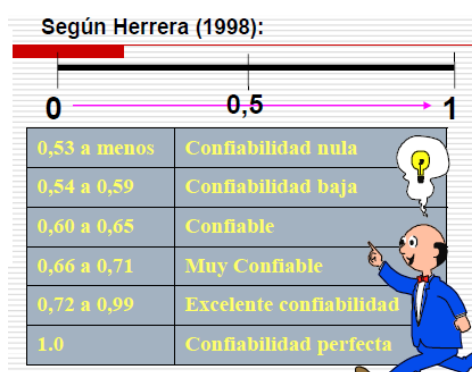 Según Herrera (1998):
0 0,5 1
0,53 a menos Confiabilidad nula
0,54 a 0,59 Confiabilidad baja
0,60 a 0,65 Confiable
0,66 a 0,71 Muy Confiable
0,72 a 0,99 Excelente confiabilidad
1.0 Confiabilidad perfecta